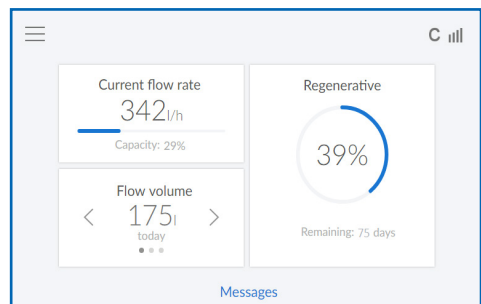 C
Current flow rate
342l/h
Capacity: 29%
Regenerative
39%
Remaining: 75 days
Flow volume
175l
today
Messages